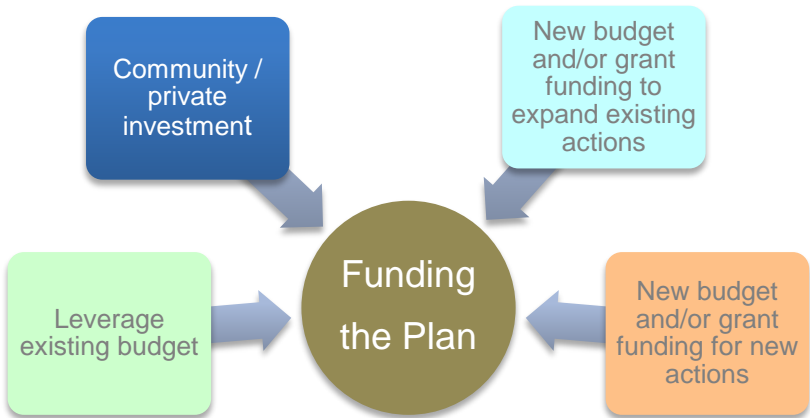 Community /
private
investment
New budget
and/or grant
funding to
expand existing
actions
Leverage
existing budget
Funding
the Plan
New budget
and/or grant
funding for new
actions